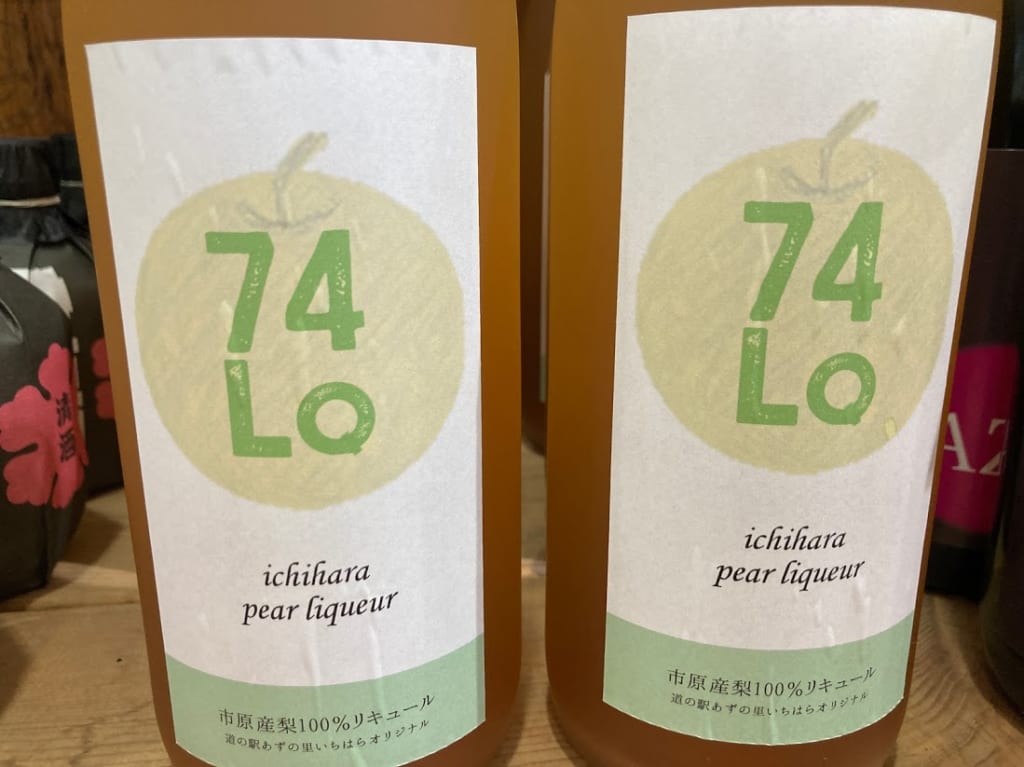 74
Lo
ichihara
pear liqueur
市原産梨100%リキュール
道の駅あずの里いちはらオリジナル
74
Lo
ichihara
pear liqueur
市原産梨100%リキュール
道の駅あずの里いちはらオリジナル
清酒
AZ